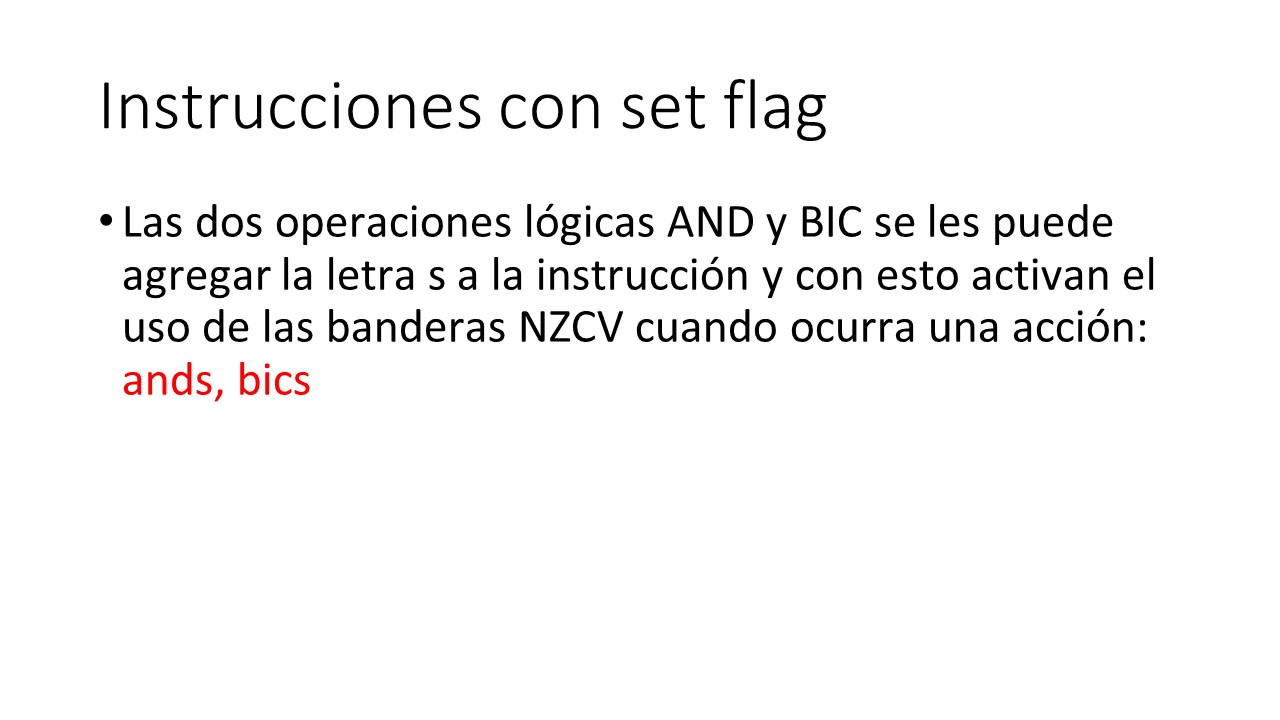 Instrucciones con set flag
• Las dos operaciones lógicas AND y BIC se les puede
agregar la letra s a la instrucción y con esto activan el
uso de las banderas NZCV cuando ocurra una acción:
ands, bics